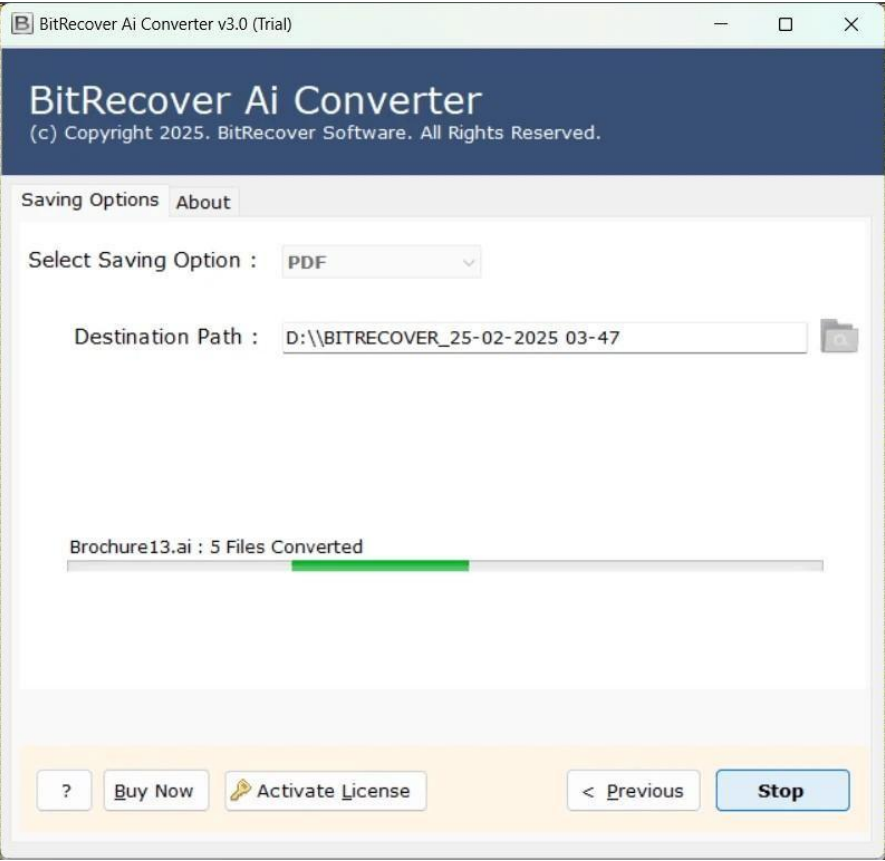 BitRecover Ai Converter v3.0 (Trial)
BitRecover Ai Converter
(c) Copyright 2025. BitRecover Software. All Rights Reserved.
Saving Options About
Select Saving Option : PDF
Destination Path : D:\\BITRECOVER_25-02-2025 03-47
Brochure13.ai : 5 Files Converted
? Buy Now Activate License < Previous Stop